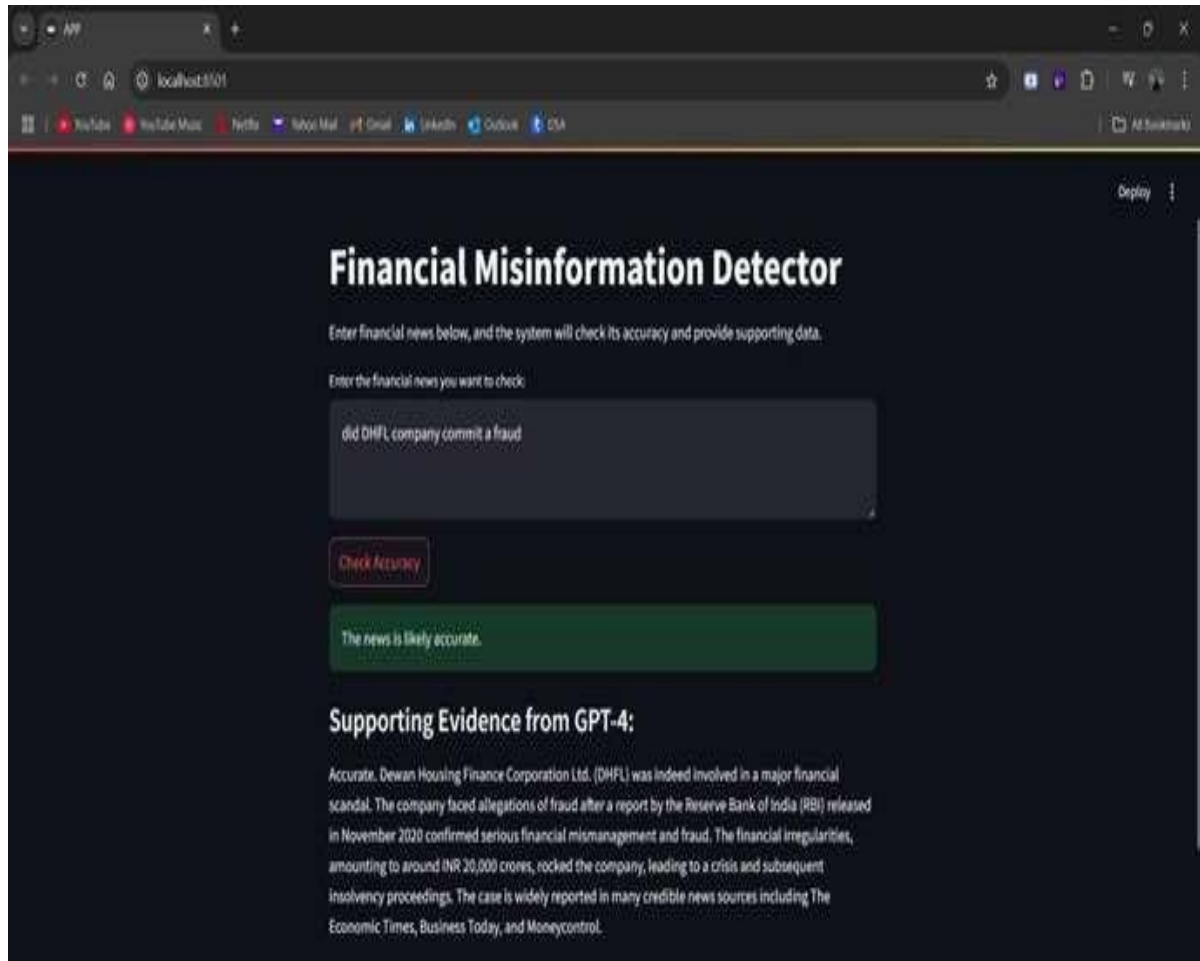 APP
localhost:8501
YouTube YouTube Music Netflix Yahoo Mail Gmail LinkedIn Outlook DSA All Bookmarks
Deploy
Financial Misinformation Detector
Enter financial news below, and the system will check its accuracy and provide supporting data.
Enter the financial news you want to check:
did DHFL company commit a fraud
Check Accuracy
The news is likely accurate.
Supporting Evidence from GPT-4:
Accurate. Dewan Housing Finance Corporation Ltd. (DHFL) was indeed involved in a major financial
scandal. The company faced allegations of fraud after a report by the Reserve Bank of India (RBI) released
in November 2020 confirmed serious financial mismanagement and fraud. The financial irregularities,
amounting to around INR 20,000 crores, rocked the company, leading to a crisis and subsequent
insolvency proceedings. The case is widely reported in many credible news sources including The
Economic Times, Business Today, and Moneycontrol.